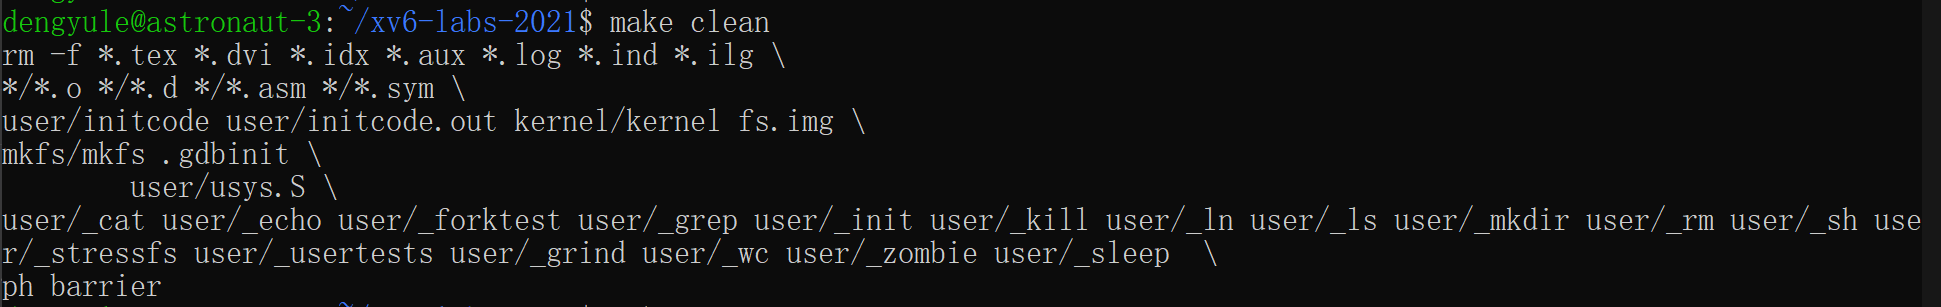 dengyule@astronaut-3:~/xv6-labs-2021$ make clean
rm -f *.tex *.dvi *.idx *.aux *.log *.ind *.ilg \
*/*.o */*.d */*.asm */*.sym \
user/initcode user/initcode.out kernel/kernel fs.img \
mkfs/mkfs .gdbinit \
        user/usys.S \
user/_cat user/_echo user/_forktest user/_grep user/_init user/_kill user/_ln user/_ls user/_mkdir user/_rm user/_sh use
r/_stressfs user/_usertests user/_grind user/_wc user/_zombie user/_sleep  \
ph barrier